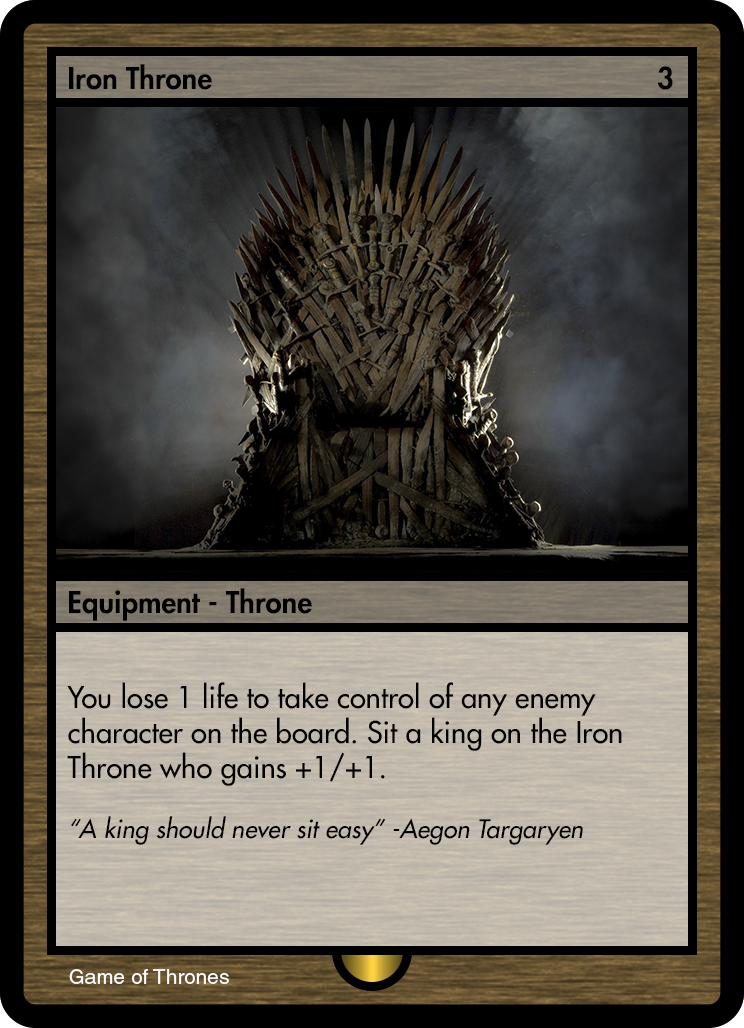 Iron Throne 3
Equipment - Throne
You lose 1 life to take control of any enemy
character on the board. Sit a king on the Iron
Throne who gains +1/+1.
“A king should never sit easy” -Aegon Targaryen
Game of Thrones